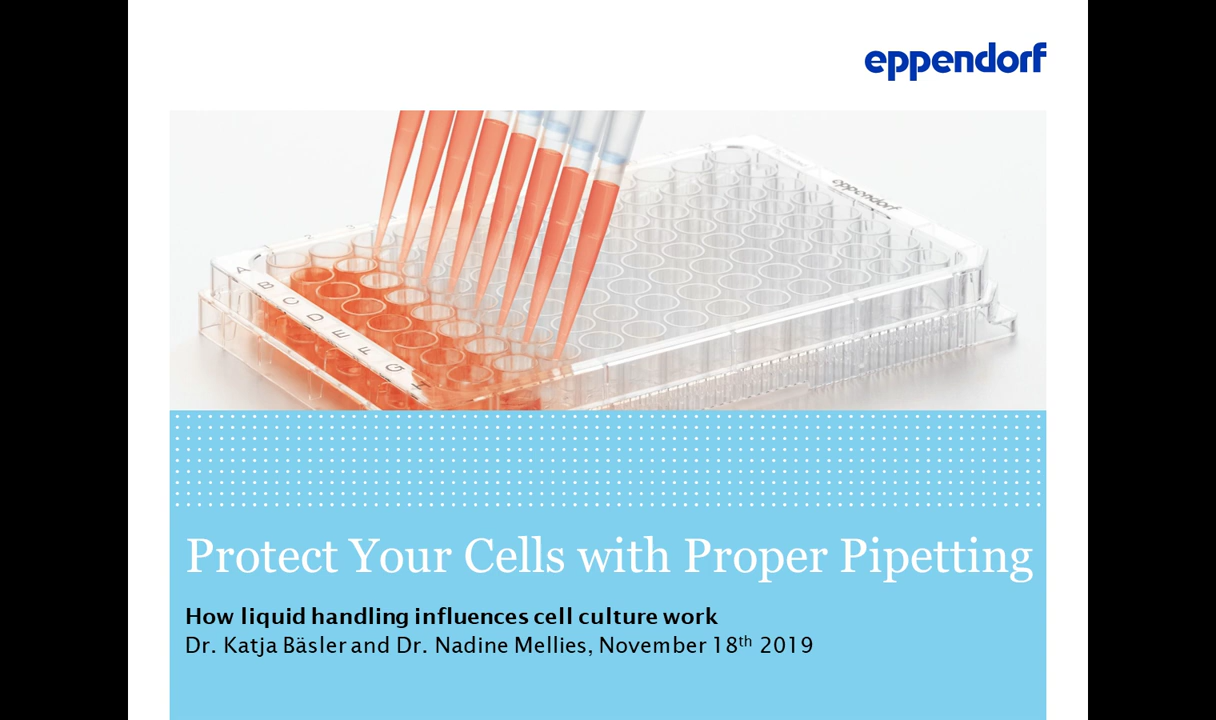 eppendorf
eppendorf
A
B
C
D
E
F
G
H
Protect Your Cells with Proper Pipetting
How liquid handling influences cell culture work
Dr. Katja Bäsler and Dr. Nadine Mellies, November 18th 2019